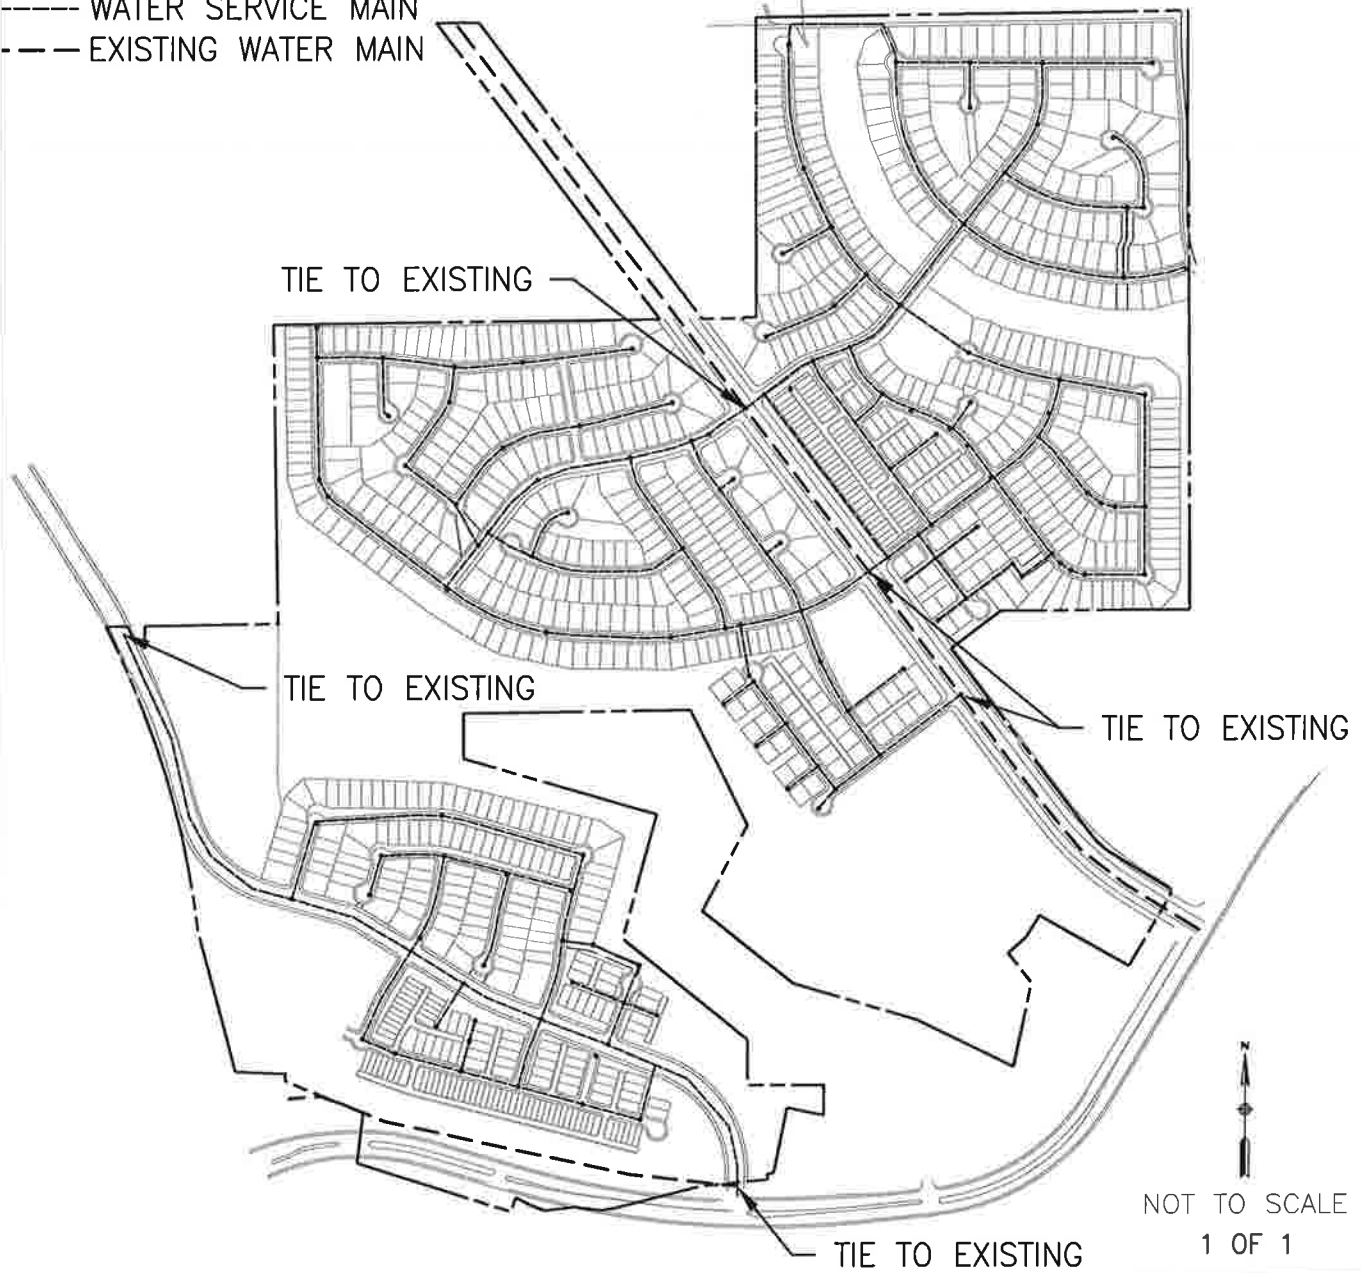 WATER SERVICE MAIN
EXISTING WATER MAIN
TIE TO EXISTING
TIE TO EXISTING
TIE TO EXISTING
N
NOT TO SCALE
1 OF 1
TIE TO EXISTING